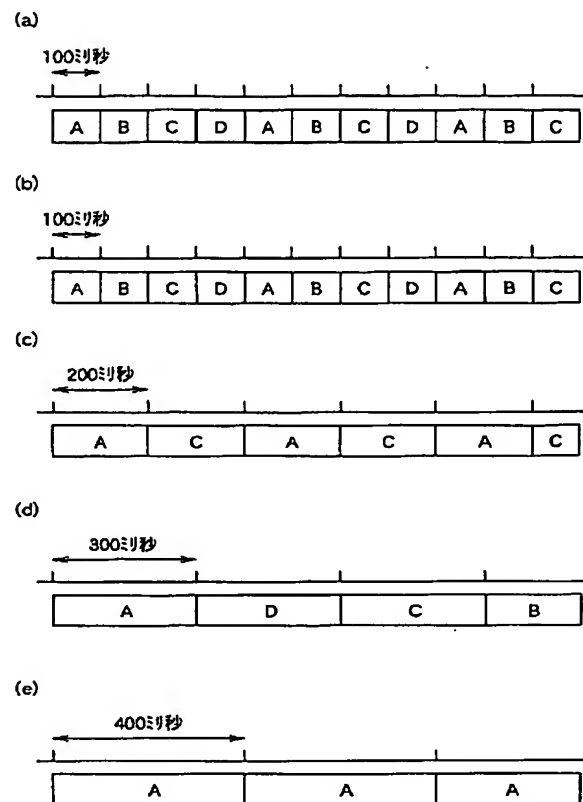 (a)
100ミリ秒
A B C D A B C D A B C
(b)
100ミリ秒
A B C D A B C D A B C
(c)
200ミリ秒
A C A C A C
(d)
300ミリ秒
A D C B
(e)
400ミリ秒
A A A